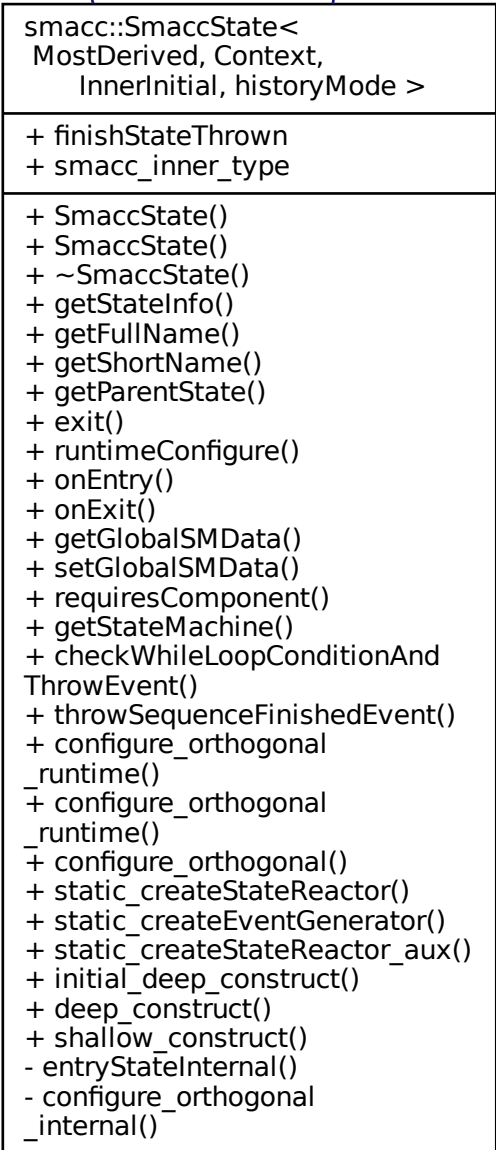 smacc::SmaccState<
MostDerived, Context,
InnerInitial, historyMode >
+ finishStateThrown
+ smacc_inner_type
+ SmaccState()
+ SmaccState()
+ ~SmaccState()
+ getStateInfo()
+ getFullName()
+ getShortName()
+ getParentState()
+ exit()
+ runtimeConfigure()
+ onEntry()
+ onExit()
+ getGlobalSMData()
+ setGlobalSMData()
+ requiresComponent()
+ getStateMachine()
+ checkWhileLoopConditionAnd
ThrowEvent()
+ throwSequenceFinishedEvent()
+ configure_orthogonal
_runtime()
+ configure_orthogonal
_runtime()
+ configure_orthogonal()
+ static_createStateReactor()
+ static_createEventGenerator()
+ static_createStateReactor_aux()
+ initial_deep_construct()
+ deep_construct()
+ shallow_construct()
- entryStateInternal()
- configure_orthogonal
_internal()